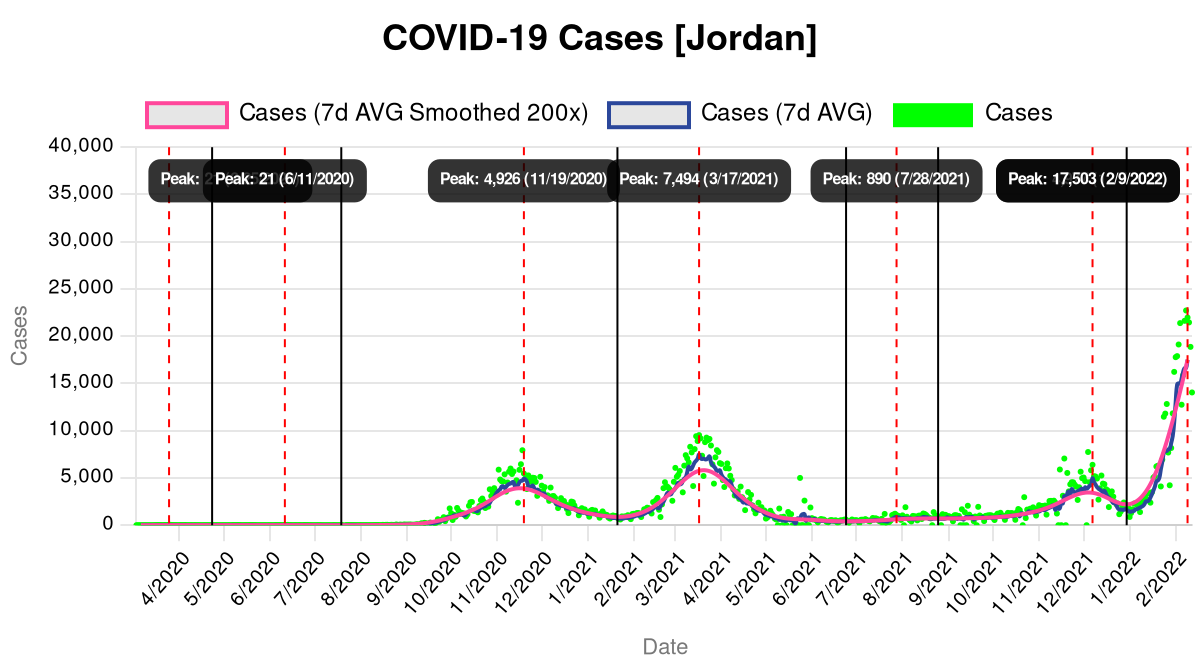 COVID-19 Cases [Jordan]
Cases (7d AVG Smoothed 200x)
Cases (7d AVG)
Cases
40,000
35,000
30,000
25,000
20,000
15,000
10,000
5,000
0
Cases
Peak:
Peak: 21 (6/11/2020)
Peak: 4,926 (11/19/2020)
Peak: 7,494 (3/17/2021)
Peak: 890 (7/28/2021)
Peak: 17,503 (2/9/2022)
4/2020
5/2020
6/2020
7/2020
8/2020
9/2020
10/2020
11/2020
12/2020
1/2021
2/2021
3/2021
4/2021
5/2021
6/2021
7/2021
8/2021
9/2021
10/2021
11/2021
12/2021
1/2022
2/2022
Date